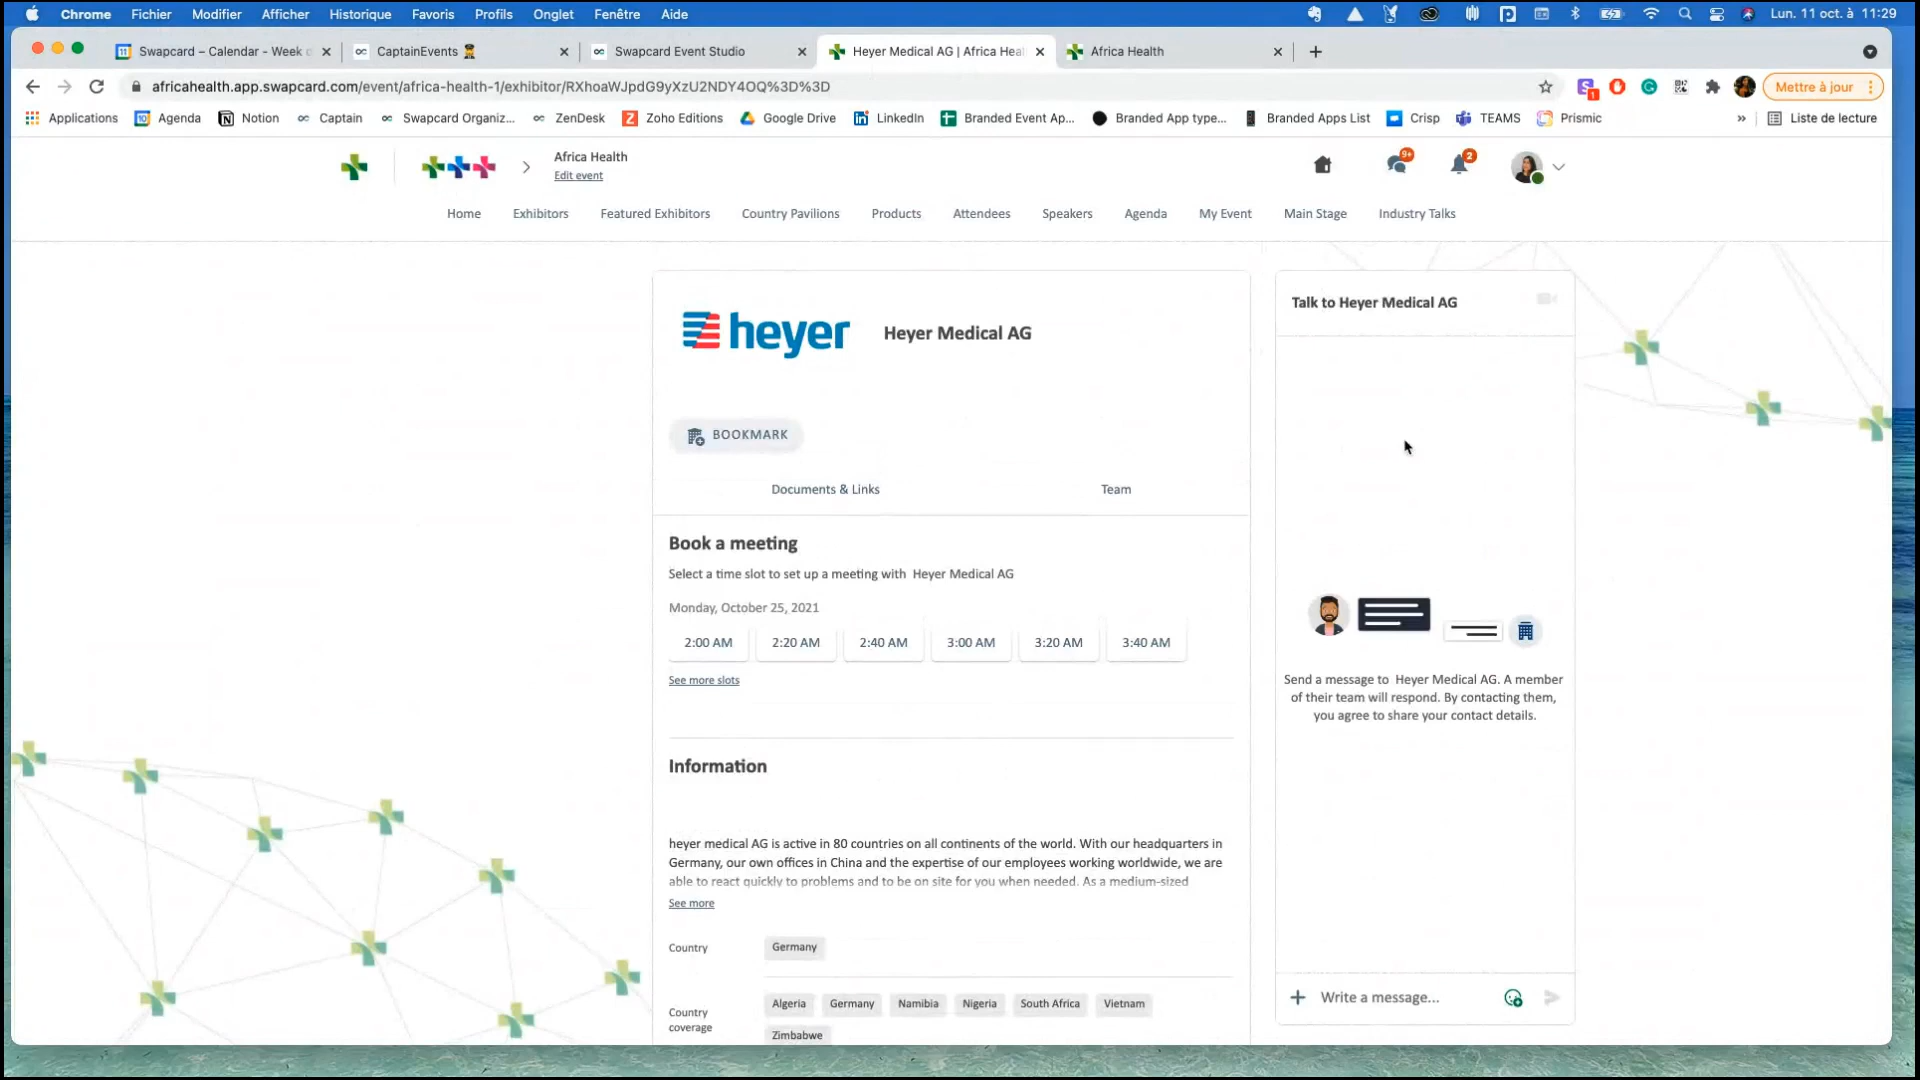 Chrome Fichier Modifier Afficher Historique Favoris Profils Onglet Fenêtre Aide Lun. 11 oct. à 11:29
Swapcard – Calendar - Week CaptainEvents Swapcard Event Studio Heyer Medical AG | Africa Heal Africa Health
africahealth.app.swapcard.com/event/africa-health-1/exhibitor/RXhoaWJpdG9yXzU2NDY4OQ%3D%3D Mettre à jour
Applications Agenda Notion Captain Swapcard Organiz... ZenDesk Zoho Editions Google Drive LinkedIn Branded Event Ap... Branded App type... Branded Apps List Crisp TEAMS Prismic » Liste de lecture
Africa Health
Edit event
9+
2
Home Exhibitors Featured Exhibitors Country Pavilions Products Attendees Speakers Agenda My Event Main Stage Industry Talks
heyer Heyer Medical AG
BOOKMARK
Documents & Links Team
Book a meeting
Select a time slot to set up a meeting with Heyer Medical AG
Monday, October 25, 2021
2:00 AM 2:20 AM 2:40 AM 3:00 AM 3:20 AM 3:40 AM
See more slots
Information
heyer medical AG is active in 80 countries on all continents of the world. With our headquarters in
Germany, our own offices in China and the expertise of our employees working worldwide, we are
able to react quickly to problems and to be on site for you when needed. As a medium-sized
See more
Country Germany
Country
coverage
Algeria Germany Namibia Nigeria South Africa Vietnam
Zimbabwe
Talk to Heyer Medical AG
Send a message to Heyer Medical AG. A member
of their team will respond. By contacting them,
you agree to share your contact details.
Write a message...